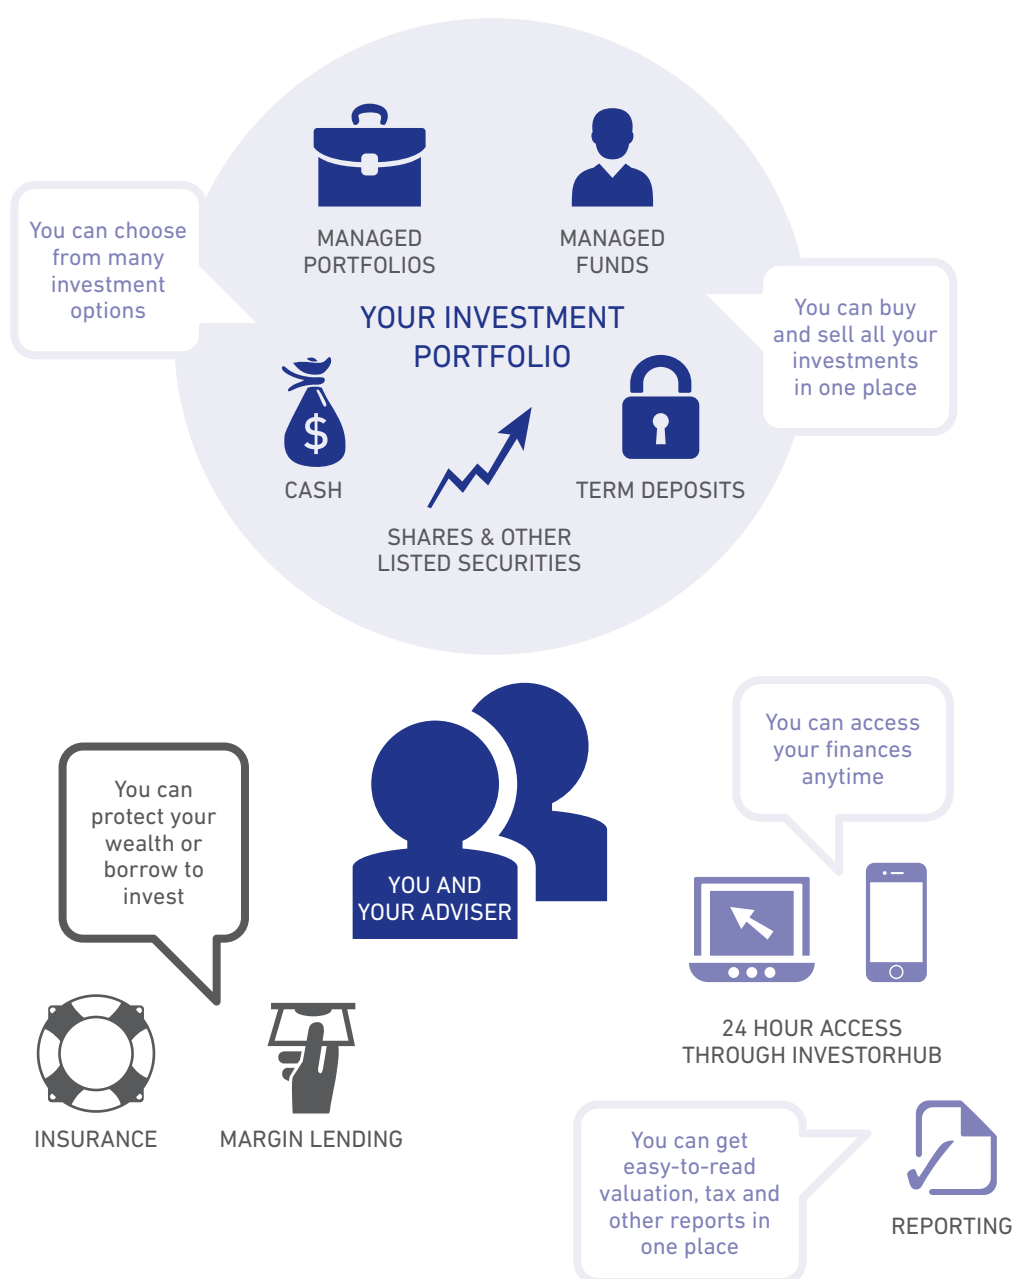 MANAGED
PORTFOLIOS
MANAGED
FUNDS
You can choose
from many
investment
options
YOUR INVESTMENT
PORTFOLIO
You can buy
and sell all your
investments
in one place
$
CASH
TERM DEPOSITS
SHARES & OTHER
LISTED SECURITIES
You can access
your finances
anytime
You can
protect your
wealth or
borrow to
invest
YOU AND
YOUR ADVISER
24 HOUR ACCESS
THROUGH INVESTORHUB
INSURANCE
MARGIN LENDING
You can get
easy-to-read
valuation, tax and
other reports in
one place
REPORTING